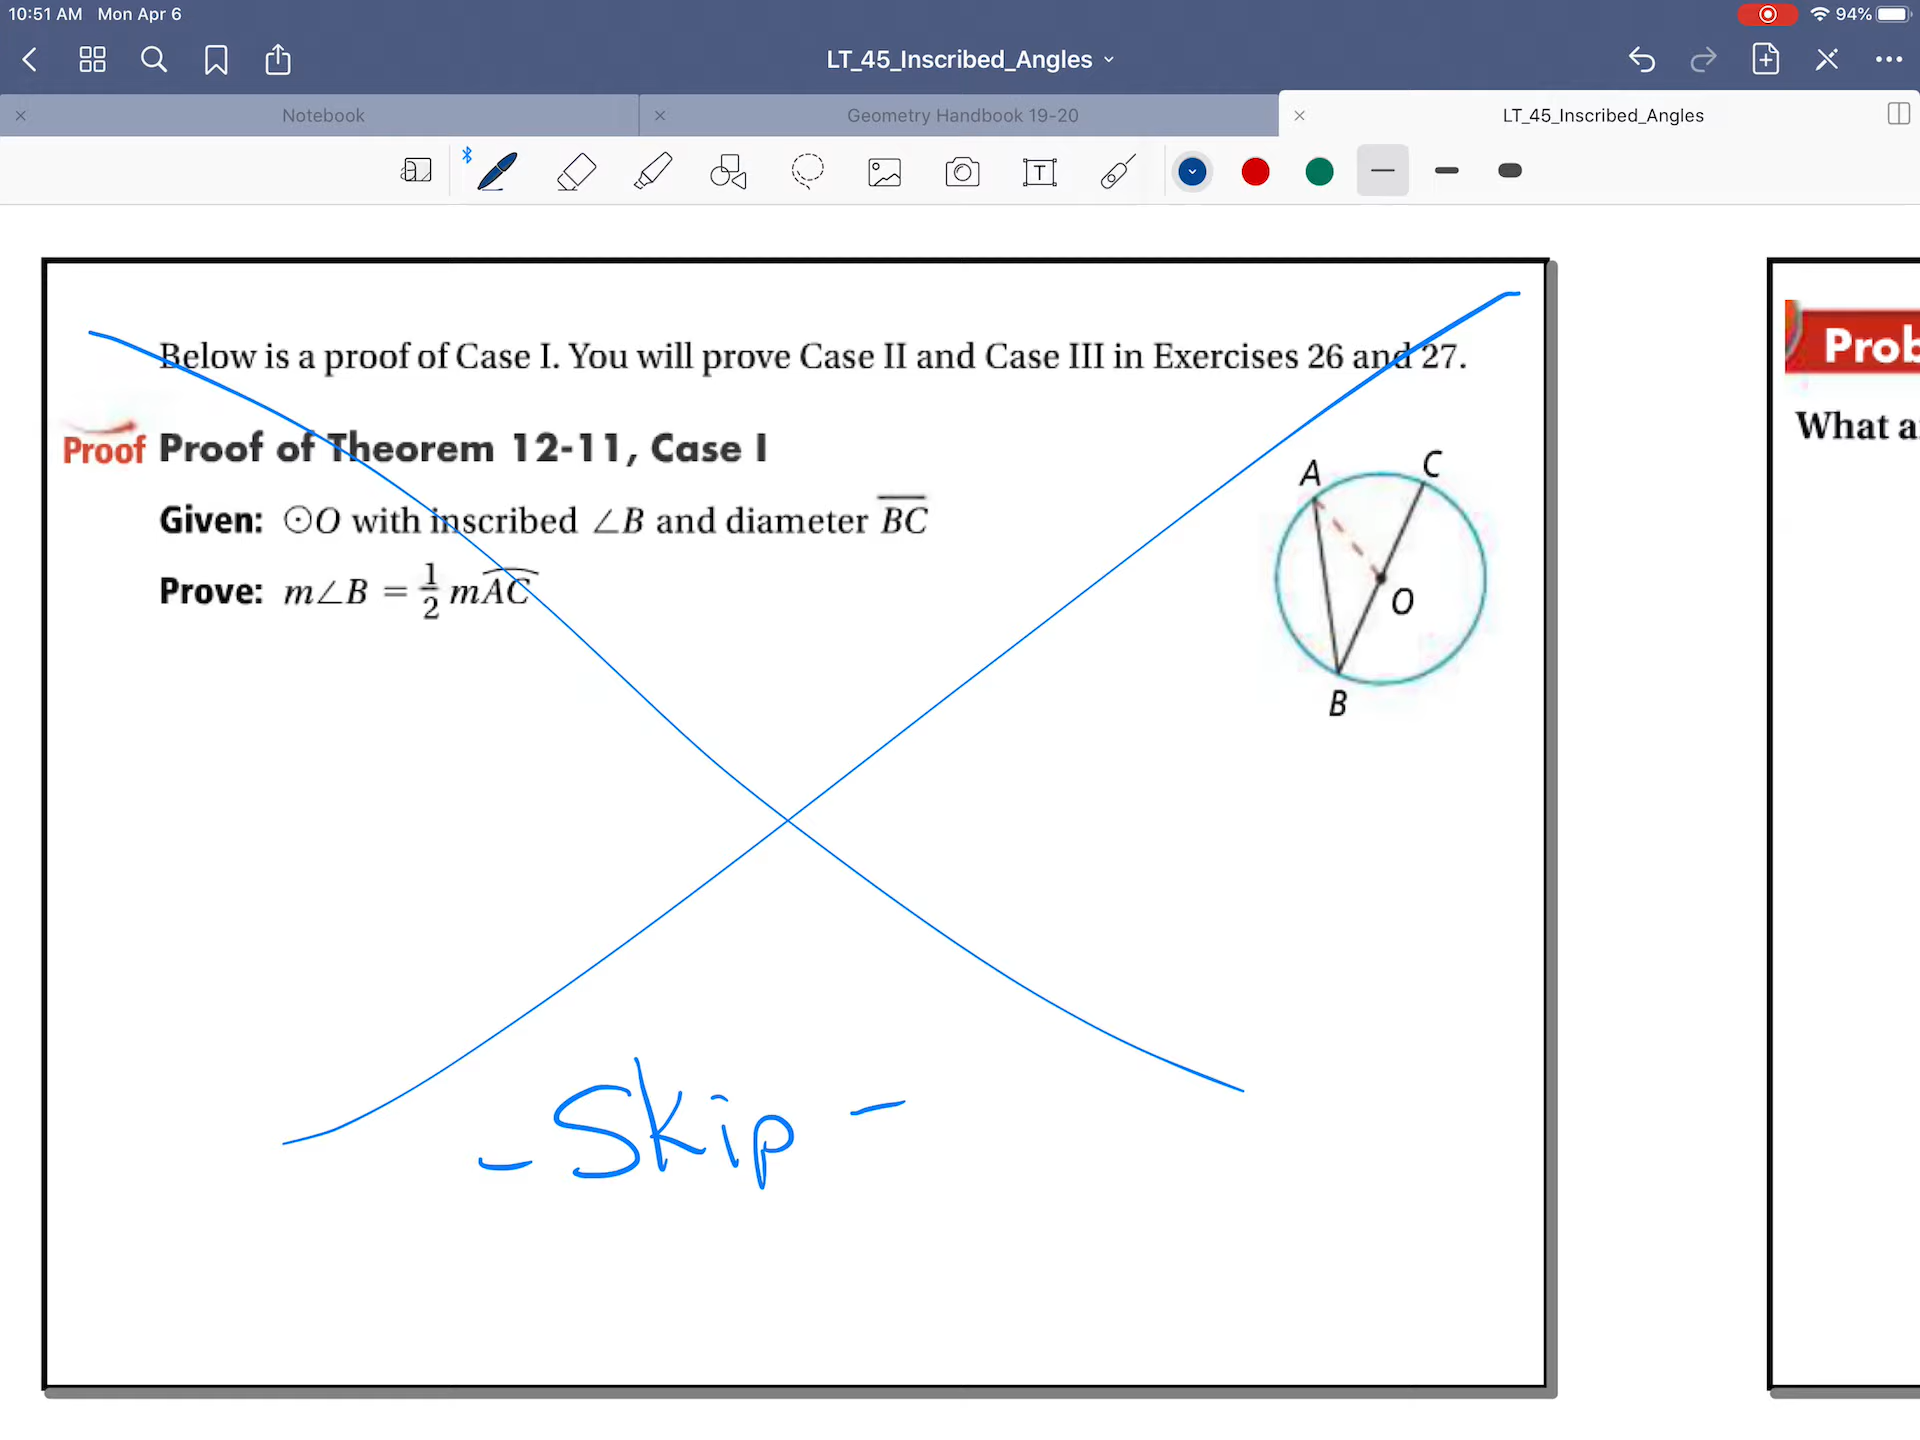 10:51 AM Mon Apr 6
94%
LT_45_Inscribed_Angles
Notebook
Geometry Handbook 19-20
LT_45_Inscribed_Angles
T
Below is a proof of Case I. You will prove Case II and Case III in Exercises 26 and 27.
Proof Proof of Theorem 12-11, Case I
Given: ⊙O with inscribed ∠B and diameter B̅C̅
Prove: m∠B = 1/2 mA͡C
A
C
O
B
- Skip -
Prob
What a